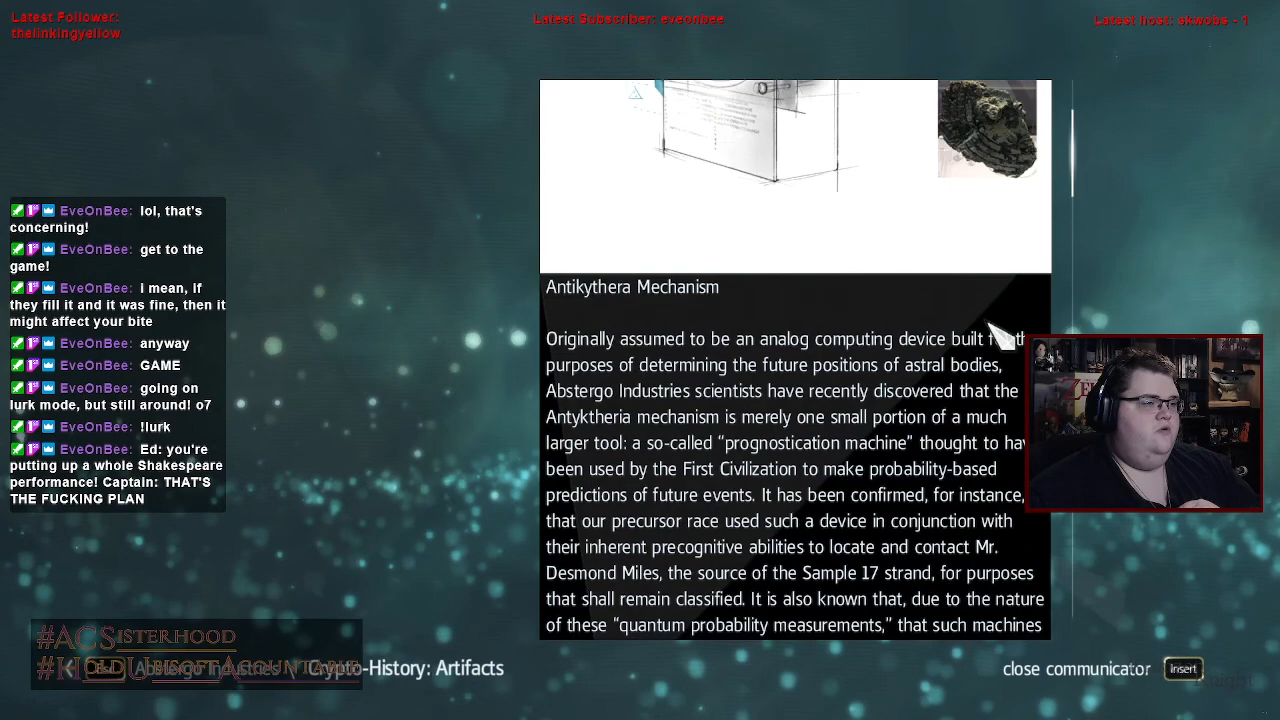 Latest Follower:
thelinkingyellow
Latest Subscriber: eveonbee
Latest host: skwobs - 1
EveOnBee: lol, that's
concerning!
EveOnBee: get to the
game!
EveOnBee: I mean, If
they fill it and it was fine, then it
might affect your bite
EveOnBee: anyway
EveOnBee: GAME
EveOnBee: going on
lurk mode, but still around! o7
EveOnBee: !lurk
EveOnBee: Ed: you're
putting up a whole Shakespeare
performance! Captain: THAT'S
THE FUCKING PLAN
Antikythera Mechanism
Originally assumed to be an analog computing device built
purposes of determining the future positions of astral bodies,
Abstergo Industries scientists have recently discovered that the
Antyktheria mechanism is merely one small portion of a much
larger tool: a so-called “prognostication machine” thought to
been used by the First Civilization to make probability-based
predictions of future events. It has been confirmed, for instance,
that our precursor race used such a device in conjunction with
their inherent precognitive abilities to locate and contact Mr.
Desmond Miles, the source of the Sample 17 strand, for purposes
that shall remain classified. It is also known that, due to the nature
of these “quantum probability measurements,” that such machines
#ACSisterhood
#HoldUbisoftAccountable
Esc Abstergo Industries \ Crypto-History: Artifacts
close communicator Insert